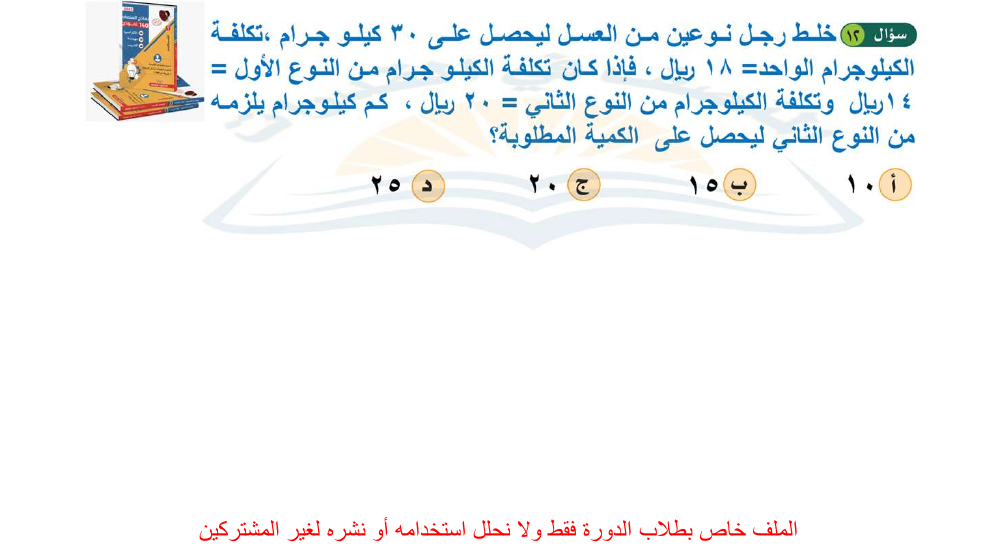 سؤال ١٢ خلط رجل نوعين من العسل ليحصل على ٣٠ كيلو جرام ،تكلفة
الكيلوجرام الواحد= ١٨ ريال ، فإذا كان تكلفة الكيلو جرام من النوع الأول =
١٤ريال وتكلفة الكيلوجرام من النوع الثاني = ٢٠ ريال ، كم كيلوجرام يلزمه
من النوع الثاني ليحصل على الكمية المطلوبة؟
أ ١٠ ب ١٥ ج ٢٠ د ٢٥
الملف خاص بطلاب الدورة فقط ولا نحلل استخدامه أو نشره لغير المشتركين